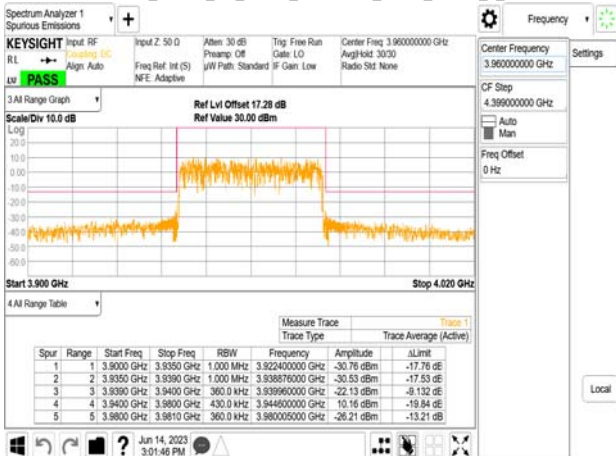 Spectrum Analyzer 1
Spurious Emissions
+
Frequency
Settings
KEYSIGHT Input: RF
RL
Coupling: DC
Align: Auto
LV PASS
Input Z: 50 Ω
Freq Ref: Int (S)
NFE: Adaptive
Atten: 30 dB
Preamp: Off
µW Path: Standard
Trig: Free Run
Gate: LO
IF Gain: Low
Center Freq: 3.960000000 GHz
Avg|Hold: 30/30
Radio Std: None
Center Frequency
3.960000000 GHz
CF Step
4.399000000 GHz
Auto
Man
Freq Offset
0 Hz
Local
3 All Range Graph
Scale/Div 10.0 dB
Ref Lvl Offset 17.28 dB
Ref Value 30.00 dBm
Log
20.0
10.0
0.00
-10.0
-20.0
-30.0
-40.0
-50.0
-60.0
Start 3.900 GHz
Stop 4.020 GHz
4 All Range Table
Measure Trace Trace 1
Trace Type Trace Average (Active)
Spur Range Start Freq Stop Freq RBW Frequency Amplitude ΔLimit
1 1 3.9000 GHz 3.9350 GHz 1.000 MHz 3.922400000 GHz -30.76 dBm -17.76 dB
2 2 3.9350 GHz 3.9390 GHz 1.000 MHz 3.938876000 GHz -30.53 dBm -17.53 dB
3 3 3.9390 GHz 3.9400 GHz 360.0 kHz 3.939960000 GHz -22.13 dBm -9.132 dB
4 4 3.9400 GHz 3.9800 GHz 430.0 kHz 3.944600000 GHz 10.16 dBm -19.84 dB
5 5 3.9800 GHz 3.9810 GHz 360.0 kHz 3.980005000 GHz -26.21 dBm -13.21 dB
?
Jun 14, 2023
3:01:46 PM